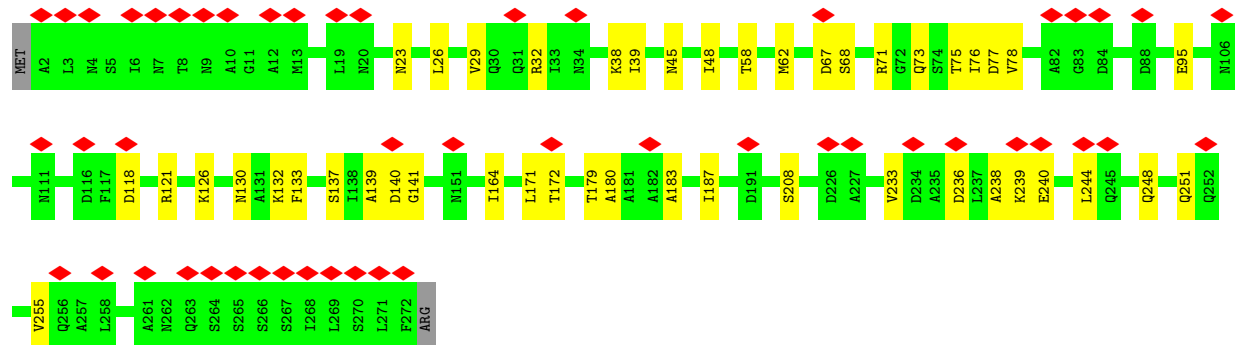 MET A2 L3 N4 S5 I6 N7 T8 N9 A10 G11 A12 M13 L19 N20 N23 L26 V29 Q30 Q31 R32 I33 N34 K38 I39 N45 I48 T58 M62 D67 S68 R71 G72 Q73 S74 T75 I76 D77 V78 A82 G83 D84 D88 E95 N106
N111 D116 F117 D118 R121 K126 N130 A131 K132 F133 S137 I138 A139 D140 G141 N151 I164 L171 T172 T179 A180 A181 A182 A183 I187 D191 S208 D226 A227 V233 D234 A235 D236 L237 A238 K239 E240 L244 Q245 Q248 Q251 Q252
V255 Q256 A257 L258 A261 N262 Q263 S264 S265 S266 S267 I268 L269 S270 L271 F272 ARG